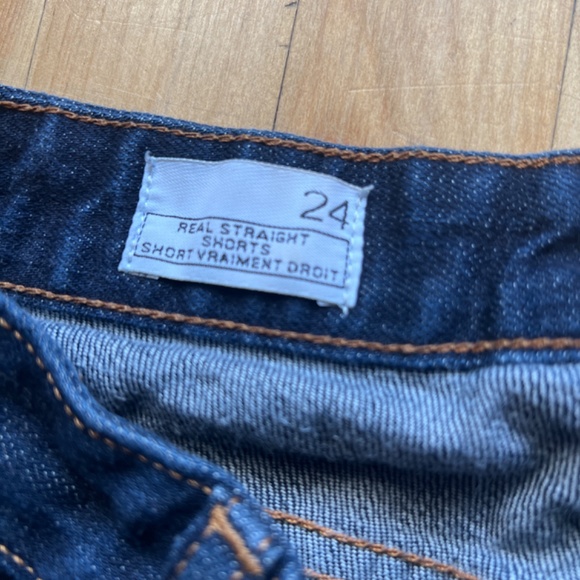 24
REAL STRAIGHT
SHORTS
SHORT VRAIMENT DROIT